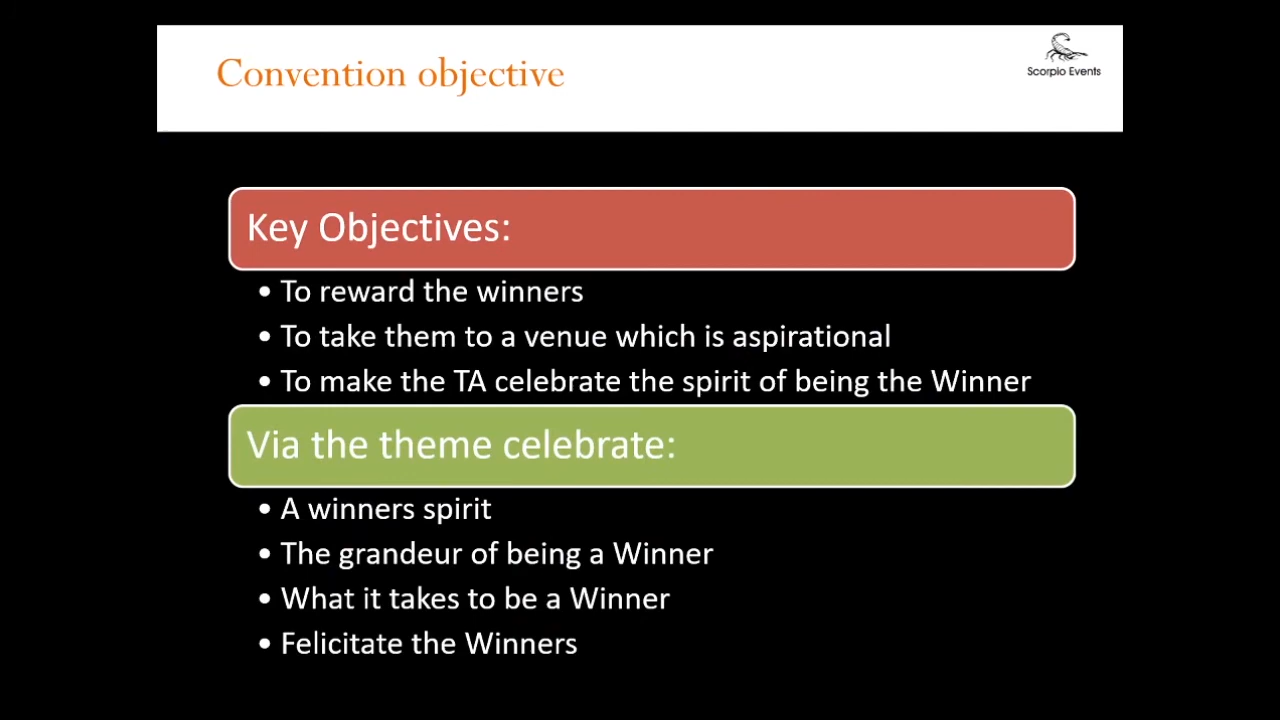 Convention objective
Scorpio Events
Key Objectives:
• To reward the winners
• To take them to a venue which is aspirational
• To make the TA celebrate the spirit of being the Winner
Via the theme celebrate:
• A winners spirit
• The grandeur of being a Winner
• What it takes to be a Winner
• Felicitate the Winners